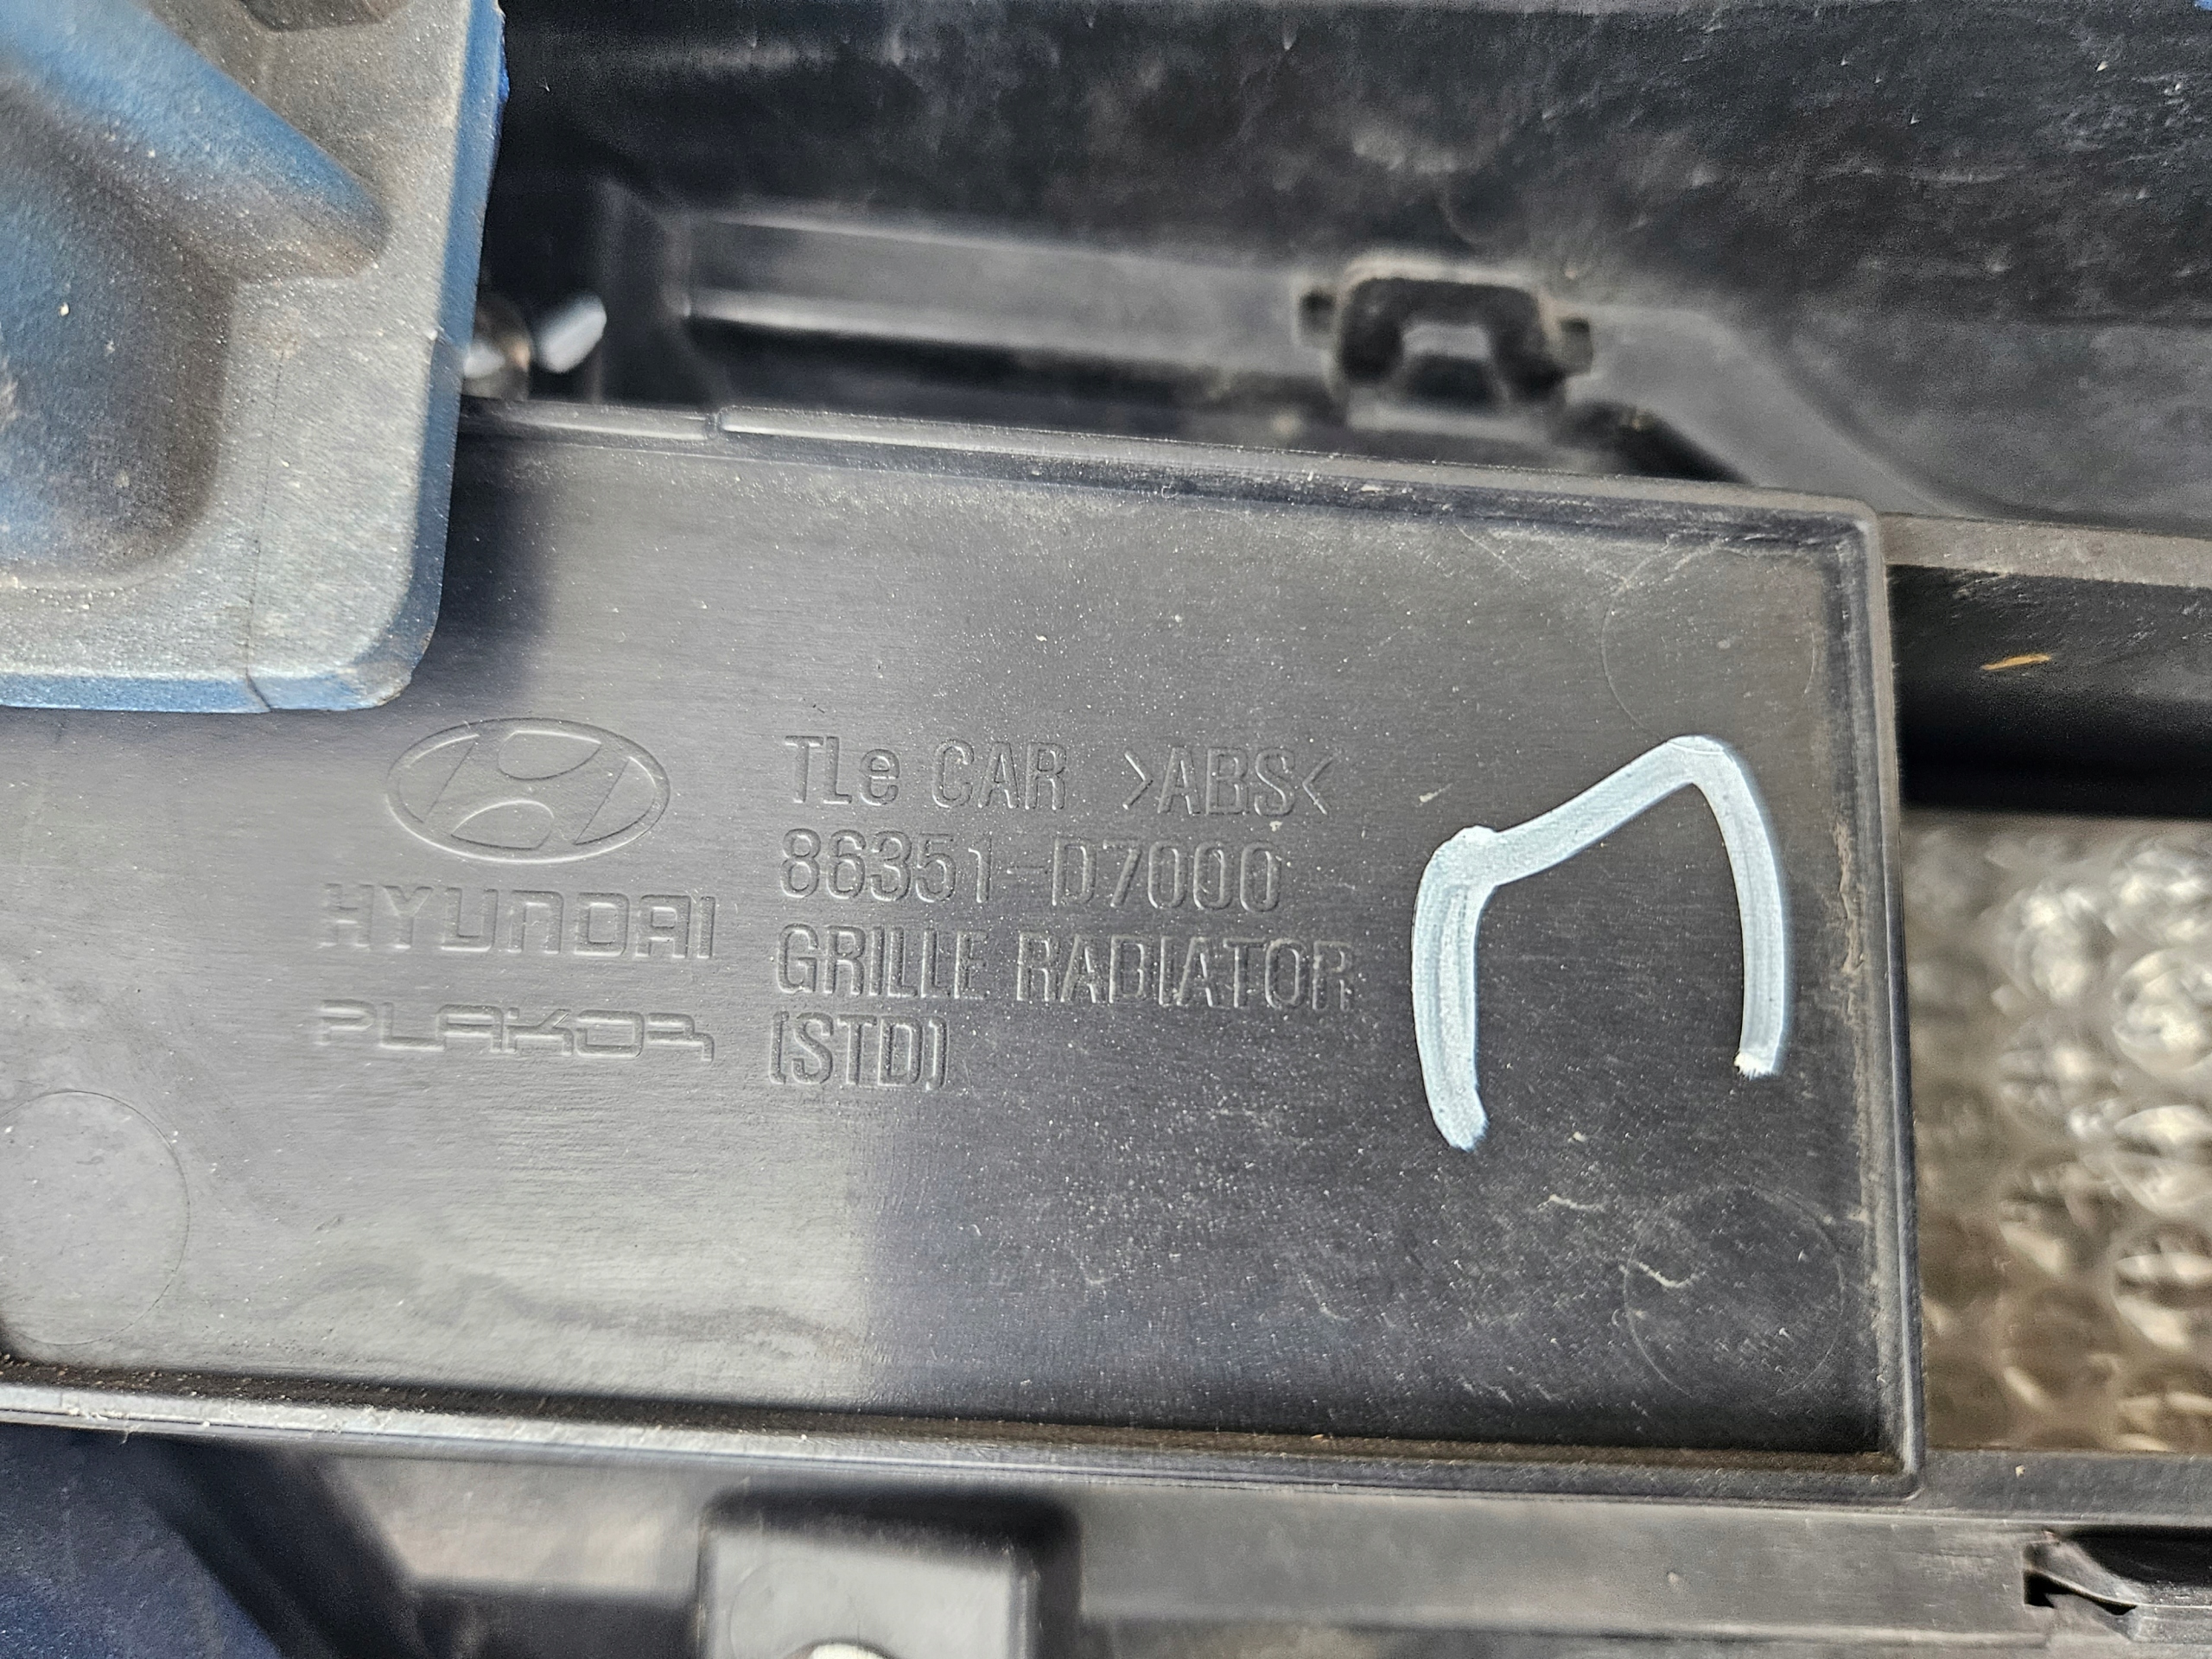 HYUNDAI
PLAKOR
TLe CAR >ABS<
86351-D7000
GRILLE RADIATOR
(STD)